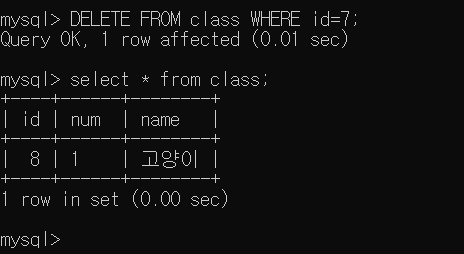 mysql> DELETE FROM class WHERE id=7;
Query OK, 1 row affected (0.01 sec)
mysql> select * from class;
+----+------+--------+
| id | num  | name   |
+----+------+--------+
|  8 | 1    | 고양이 |
+----+------+--------+
1 row in set (0.00 sec)
mysql>